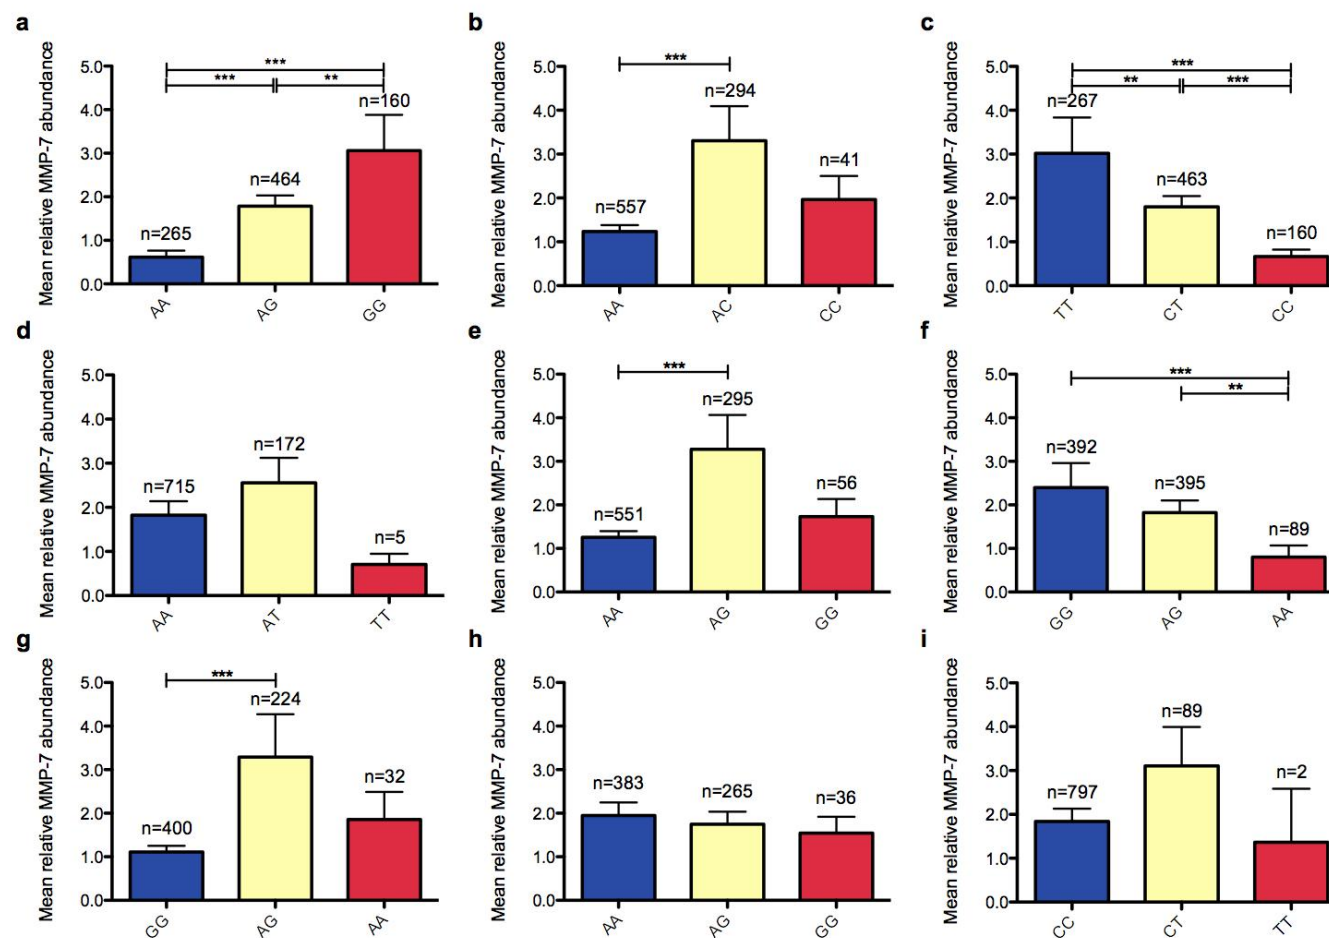 a
Mean relative MMP-7 abundance
5.0
4.0
3.0
2.0
1.0
0.0
***
***
**
n=265
n=464
n=160
AA
AG
GG
b
Mean relative MMP-7 abundance
5.0
4.0
3.0
2.0
1.0
0.0
***
n=557
n=294
n=41
AA
AC
CC
c
Mean relative MMP-7 abundance
5.0
4.0
3.0
2.0
1.0
0.0
***
**
***
n=267
n=463
n=160
TT
CT
CC
d
Mean relative MMP-7 abundance
5.0
4.0
3.0
2.0
1.0
0.0
n=715
n=172
n=5
AA
AT
TT
e
Mean relative MMP-7 abundance
5.0
4.0
3.0
2.0
1.0
0.0
***
n=551
n=295
n=56
AA
AG
GG
f
Mean relative MMP-7 abundance
5.0
4.0
3.0
2.0
1.0
0.0
***
**
n=392
n=395
n=89
GG
AG
AA
g
Mean relative MMP-7 abundance
5.0
4.0
3.0
2.0
1.0
0.0
***
n=400
n=224
n=32
GG
AG
AA
h
Mean relative MMP-7 abundance
5.0
4.0
3.0
2.0
1.0
0.0
n=383
n=265
n=36
AA
AG
GG
i
Mean relative MMP-7 abundance
5.0
4.0
3.0
2.0
1.0
0.0
n=797
n=89
n=2
CC
CT
TT